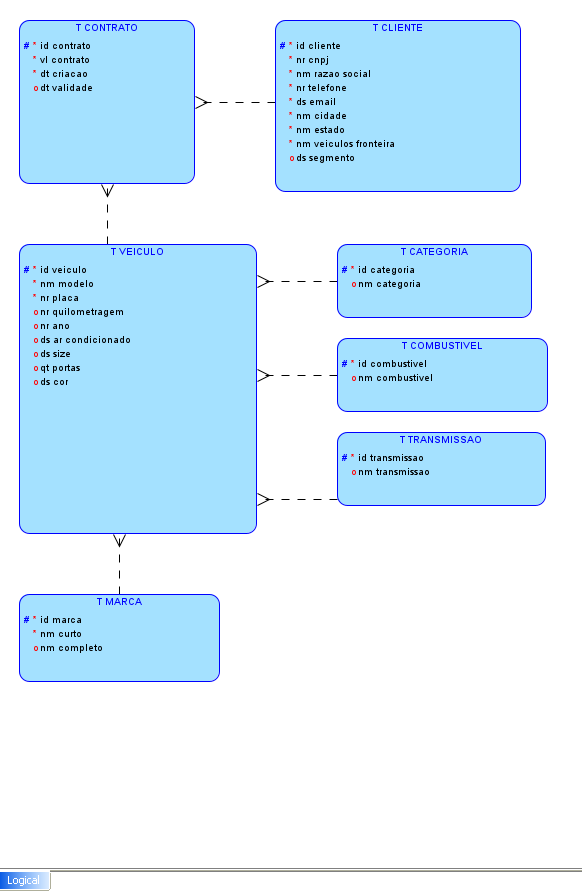 T CONTRATO
# * id contrato
* vl contrato
* dt criacao
o dt validade
T CLIENTE
# * id cliente
* nr cnpj
* nm razao social
* nr telefone
* ds email
* nm cidade
* nm estado
* nm veiculos fronteira
o ds segmento
T VEICULO
# * id veiculo
* nm modelo
* nr placa
o nr quilometragem
o nr ano
o ds ar condicionado
o ds size
o qt portas
o ds cor
T CATEGORIA
# * id categoria
o nm categoria
T COMBUSTIVEL
# * id combustivel
o nm combustivel
T TRANSMISSAO
# * id transmissao
o nm transmissao
T MARCA
# * id marca
* nm curto
o nm completo
Logical